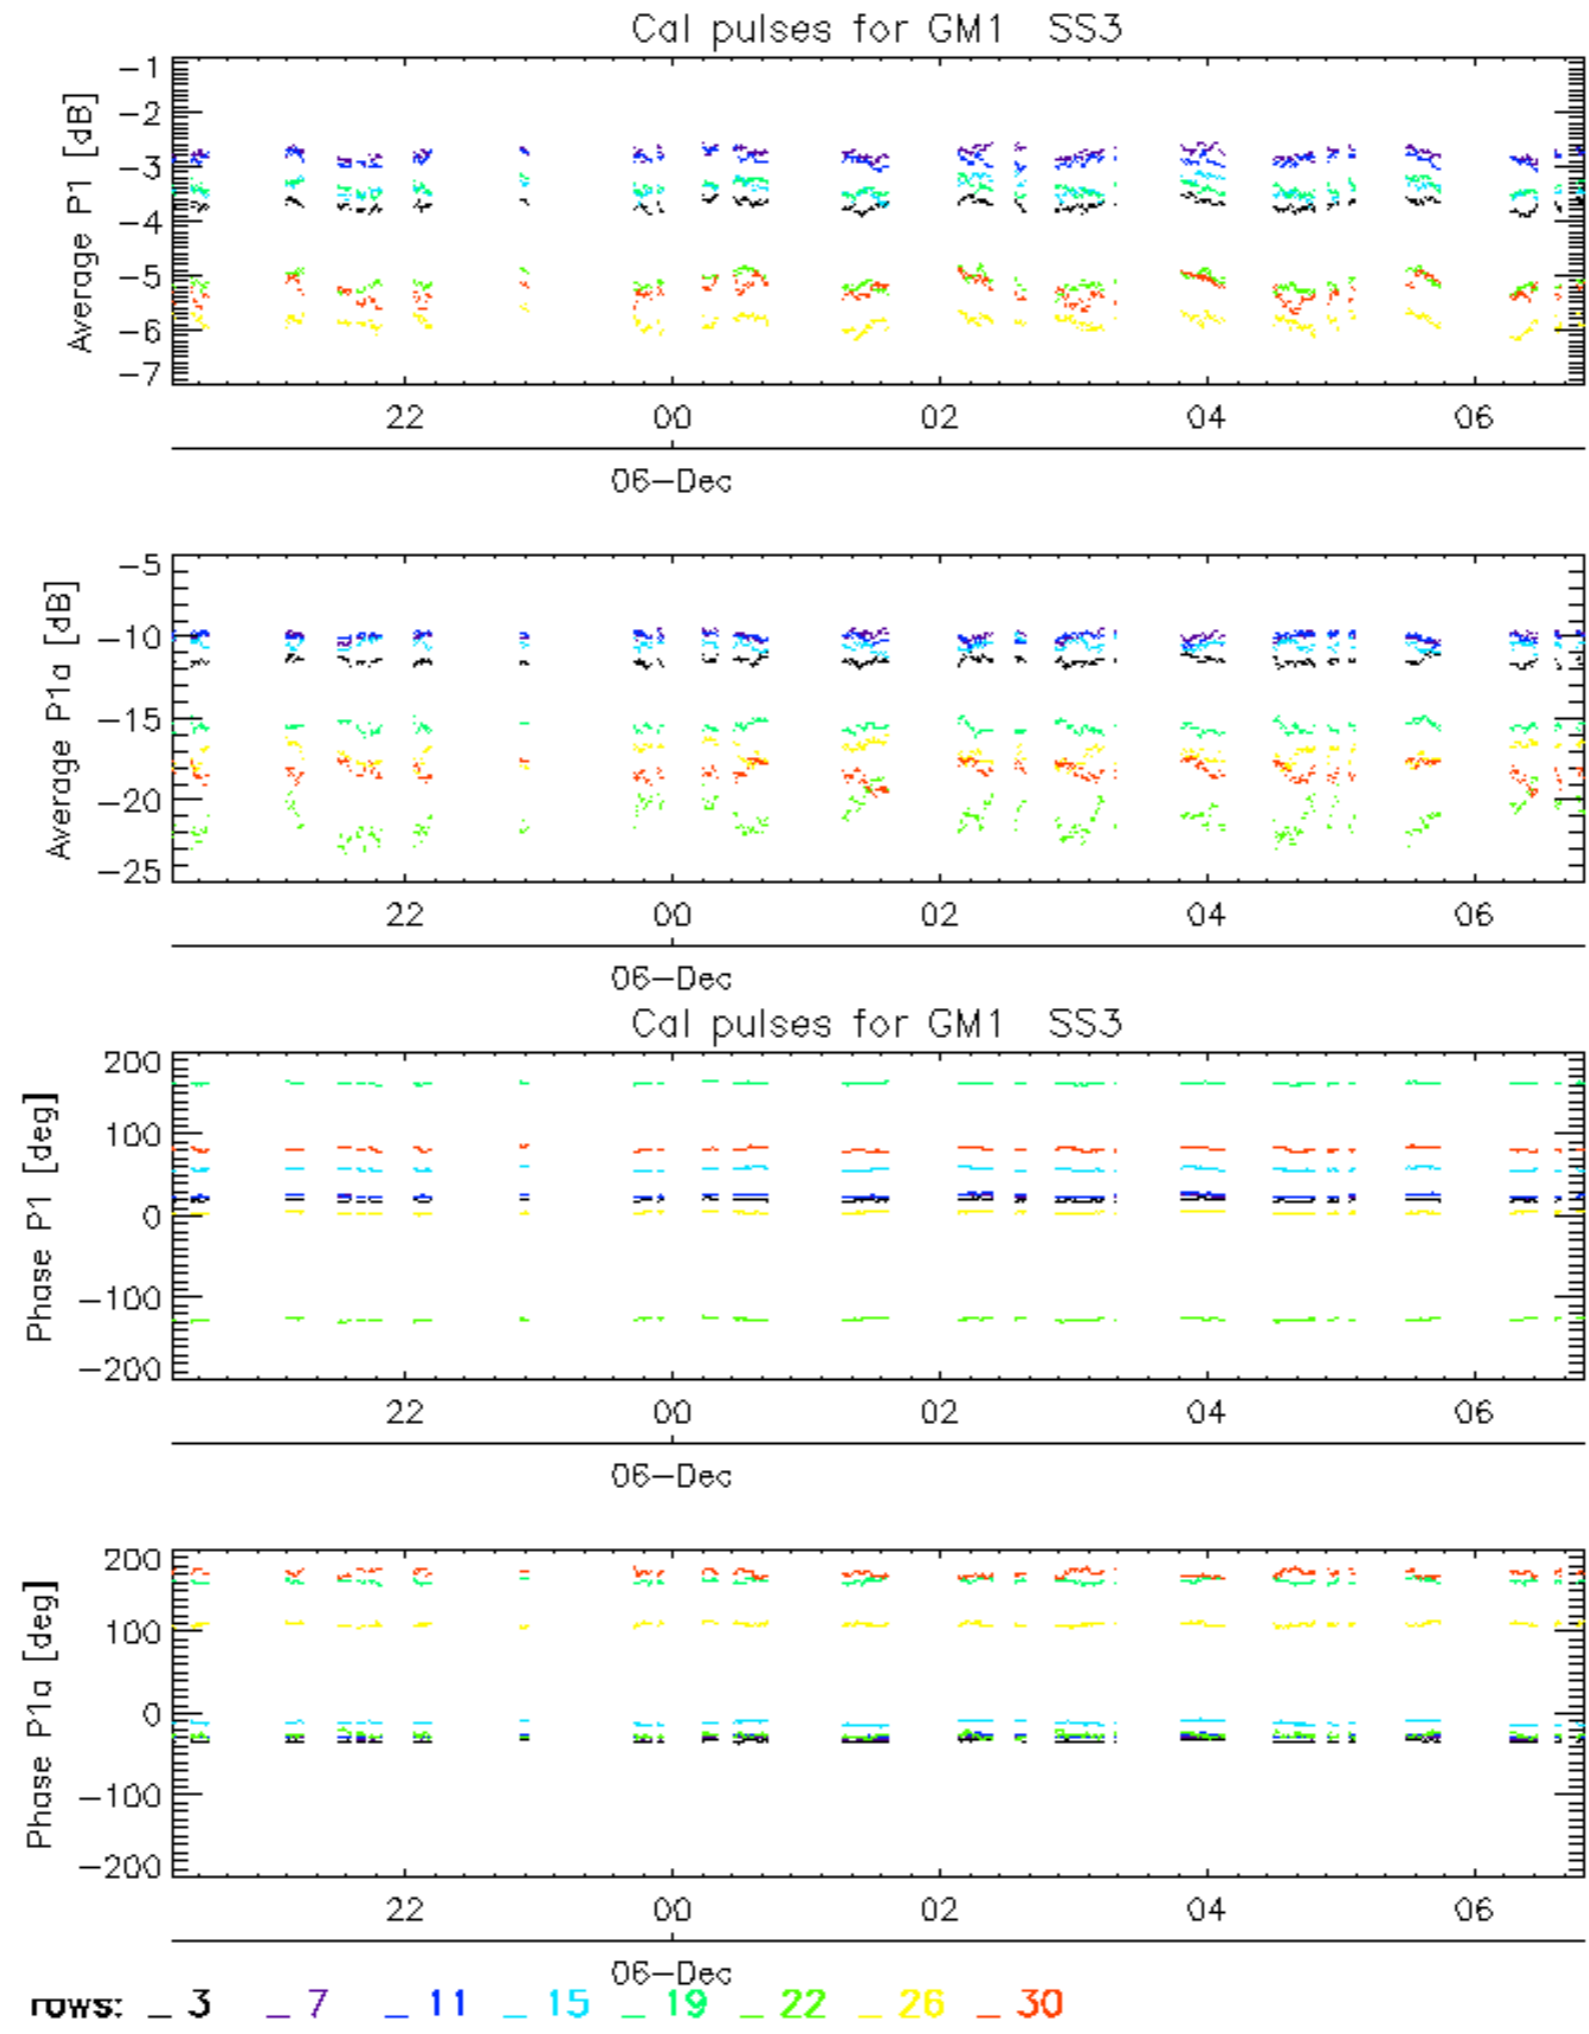 Cal pulses for GM1 SS3
Average P1 [dB]
-1
-2
-3
-4
-5
-6
-7
22 00 02 04 06
06-Dec
Average P1a [dB]
-5
-10
-15
-20
-25
22 00 02 04 06
06-Dec
Cal pulses for GM1 SS3
Phase P1 [deg]
200
100
0
-100
-200
22 00 02 04 06
06-Dec
Phase P1a [deg]
200
100
0
-100
-200
22 00 02 04 06
06-Dec
rows: _ 3 _ 7 _ 11 _ 15 _ 19 _ 22 _ 26 _ 30